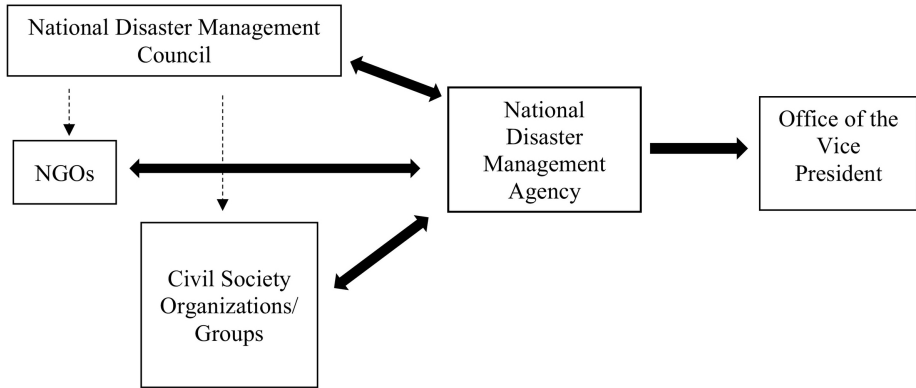 National Disaster Management
Council
NGOs
Civil Society
Organizations/
Groups
National
Disaster
Management
Agency
Office of the
Vice
President